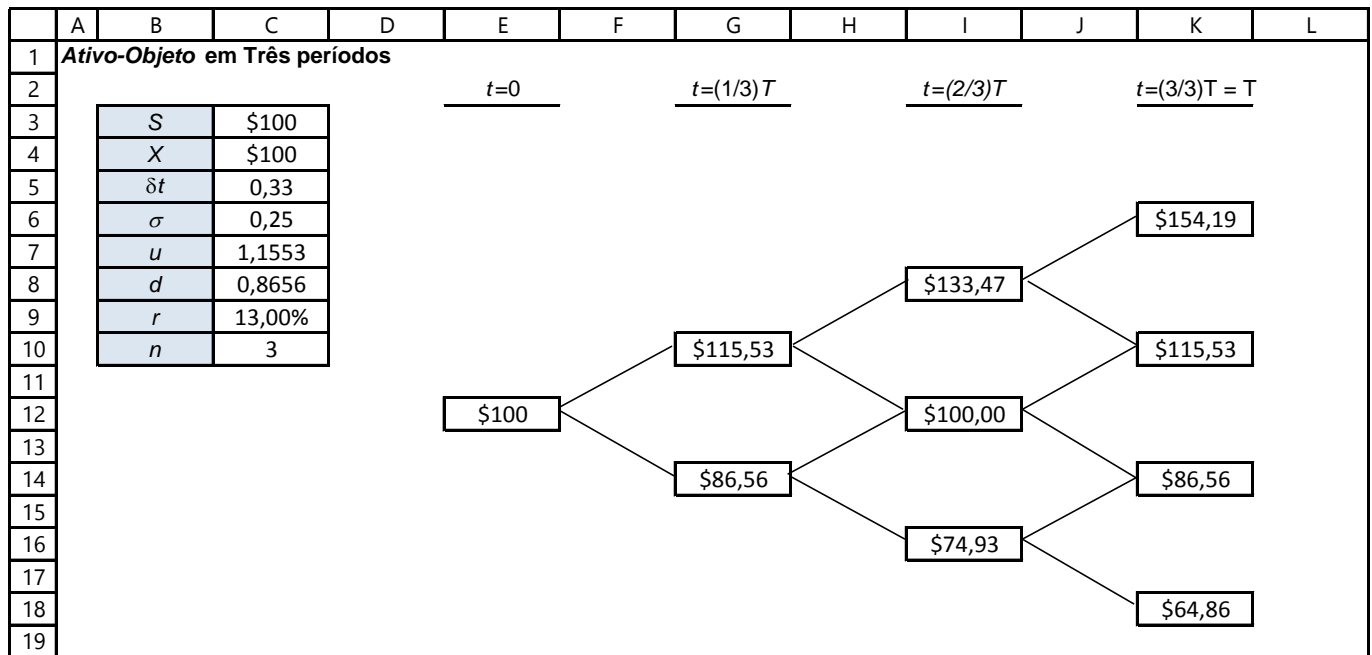 A B C D E F G H I J K L
1 Ativo-Objeto em Três períodos
2 t=0 t=(1/3)T t=(2/3)T t=(3/3)T = T
3 S $100
4 X $100
5 δt 0,33
6 σ 0,25 $154,19
7 u 1,1553
8 d 0,8656 $133,47
9 r 13,00%
10 n 3 $115,53 $115,53
11
12 $100 $100,00
13
14 $86,56 $86,56
15
16 $74,93
17
18 $64,86
19